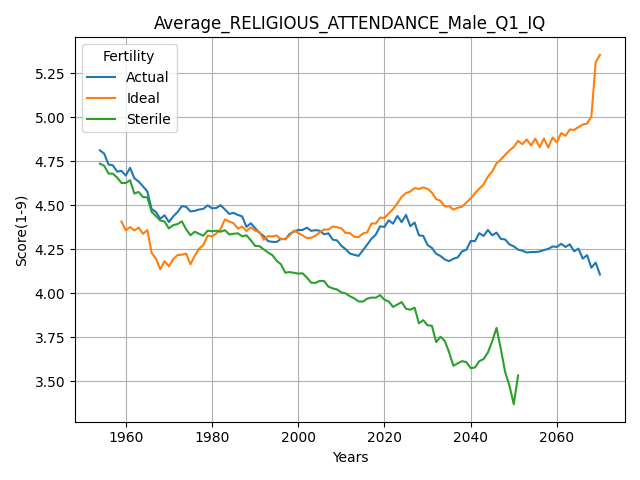 Average_RELIGIOUS_ATTENDANCE_Male_Q1_IQ
Fertility
Actual
Ideal
Sterile
Score(1-9)
5.25
5.00
4.75
4.50
4.25
4.00
3.75
3.50
1960 1980 2000 2020 2040 2060
Years